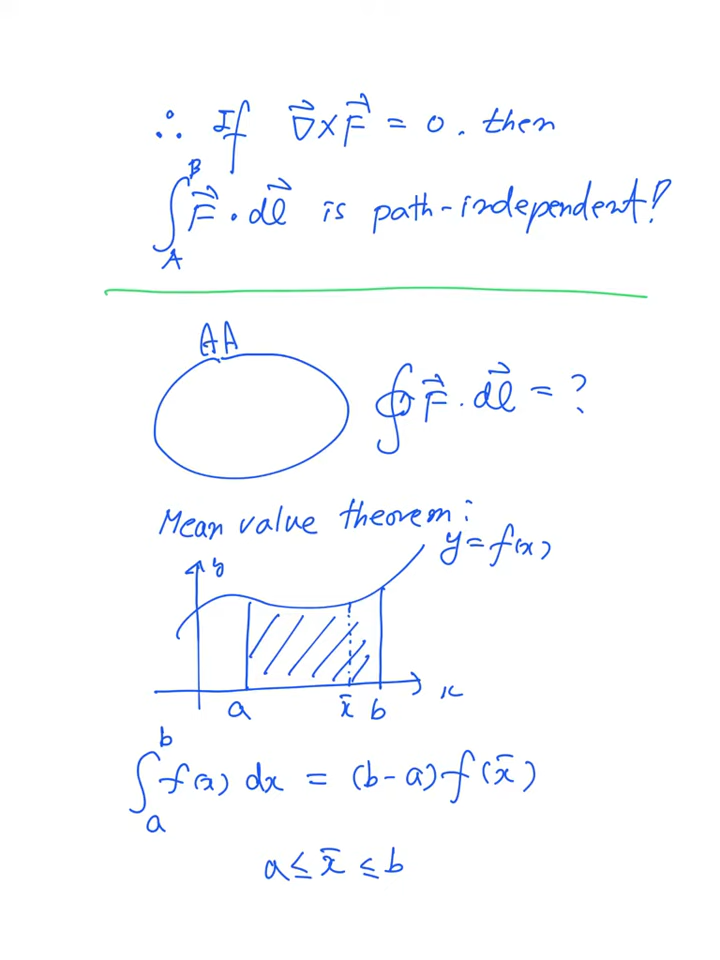 ∴ If ∇⃗×F⃗ = 0, then
∫_A^B F⃗ · dℓ⃗ is path-independent!
AA
∮ F⃗ · dℓ⃗ = ?
Mean value theorem:
y = f(x)
y
a x̄ b x
∫_a^b f(x) dx = (b-a) f(x̄)
a ≤ x̄ ≤ b